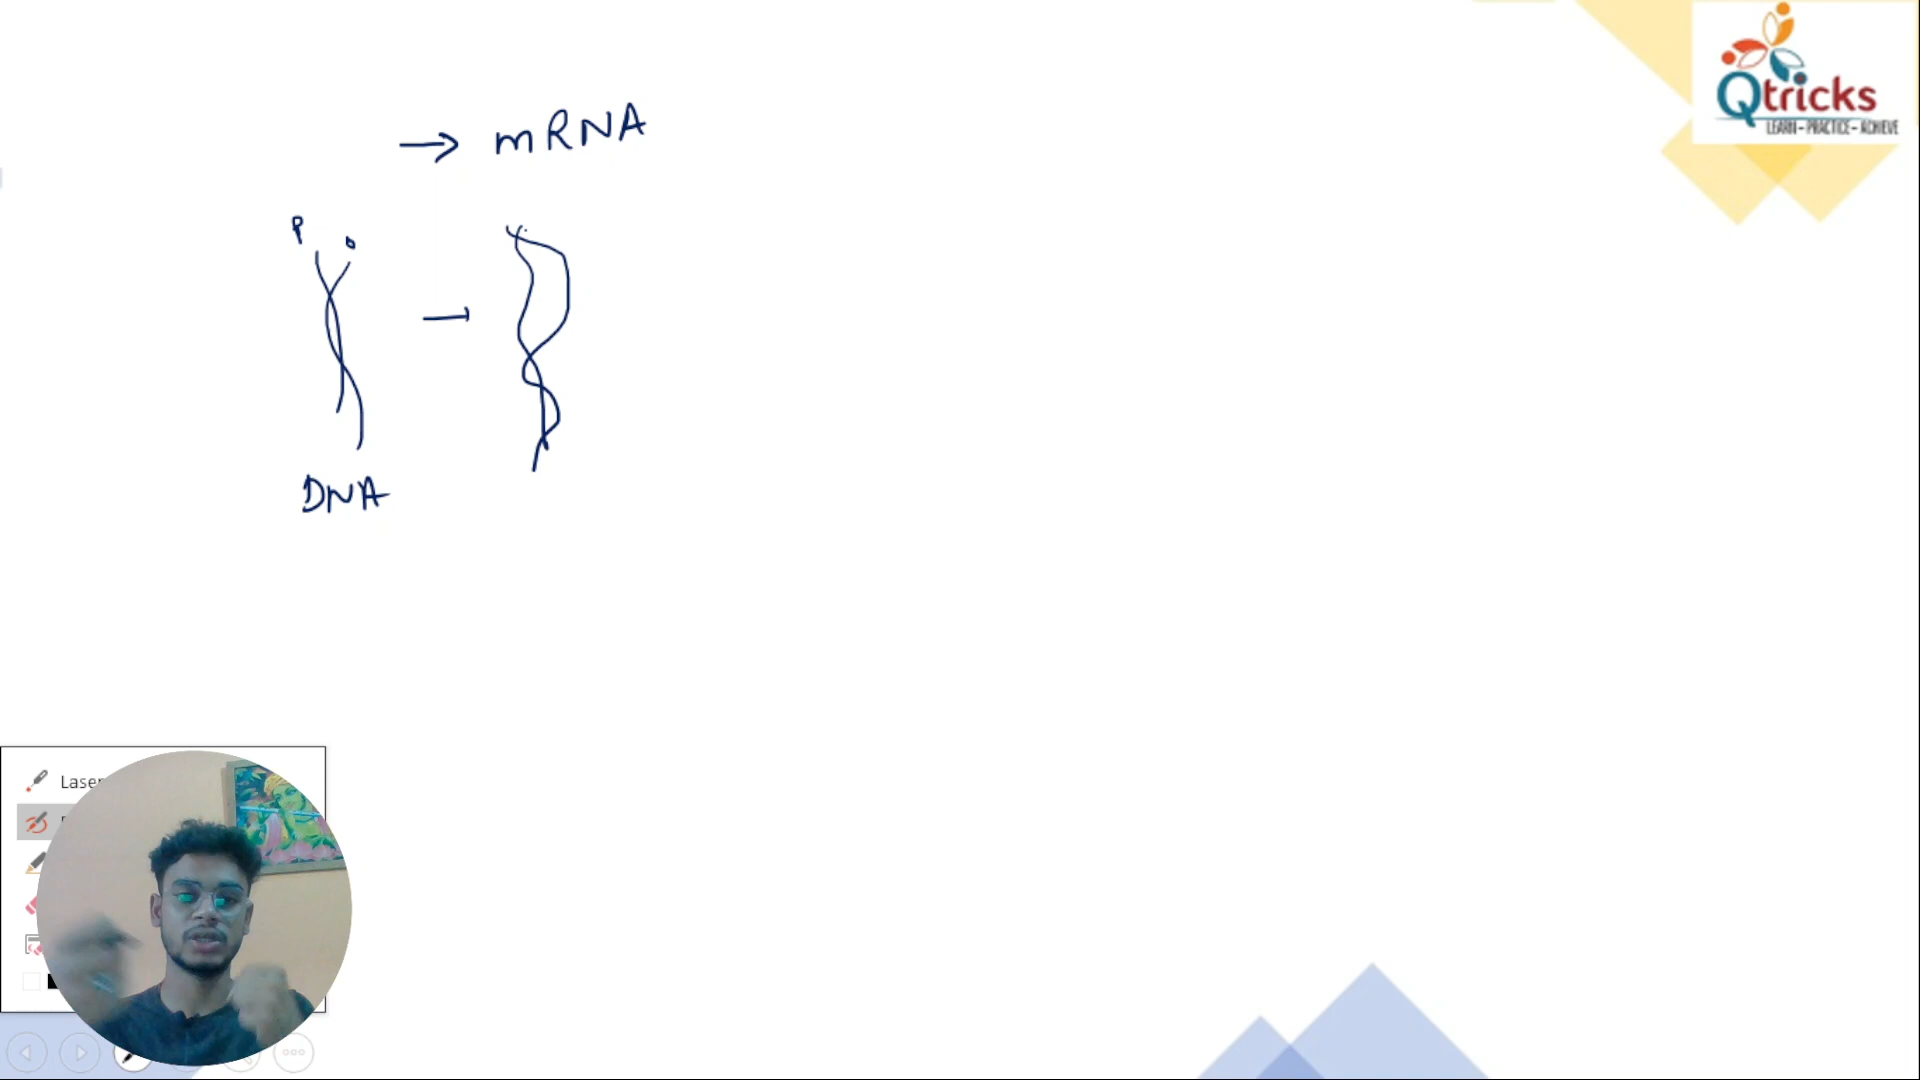 Qtricks
LEARN - PRACTICE - ACHIEVE
→ mRNA
P
DNA
Laser